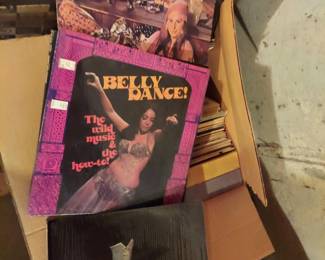 BELLY
DANCE!
The
wild
music
& the
how-to!